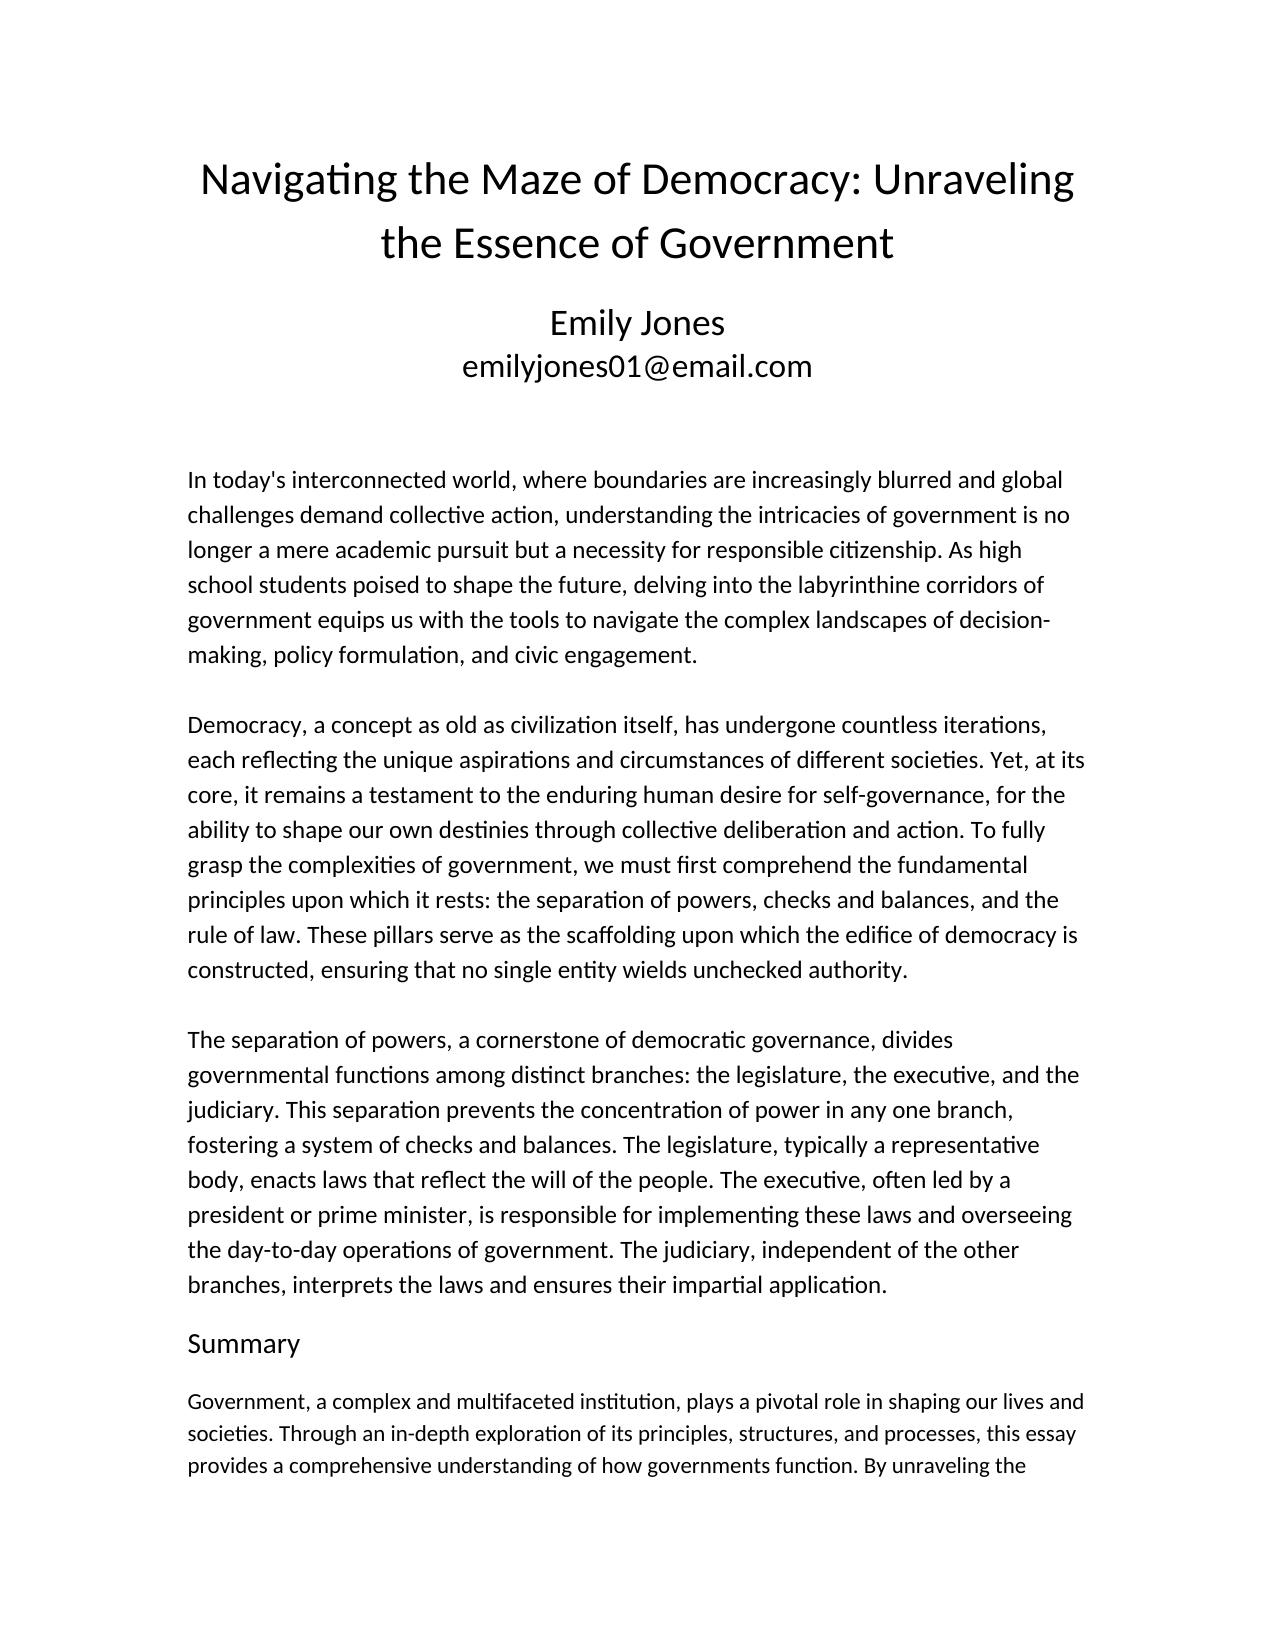 Navigating the Maze of Democracy: Unraveling
the Essence of Government
Emily Jones
emilyjones01@email.com
In today's interconnected world, where boundaries are increasingly blurred and global
challenges demand collective action, understanding the intricacies of government is no
longer a mere academic pursuit but a necessity for responsible citizenship. As high
school students poised to shape the future, delving into the labyrinthine corridors of
government equips us with the tools to navigate the complex landscapes of decision-
making, policy formulation, and civic engagement.
Democracy, a concept as old as civilization itself, has undergone countless iterations,
each reflecting the unique aspirations and circumstances of different societies. Yet, at its
core, it remains a testament to the enduring human desire for self-governance, for the
ability to shape our own destinies through collective deliberation and action. To fully
grasp the complexities of government, we must first comprehend the fundamental
principles upon which it rests: the separation of powers, checks and balances, and the
rule of law. These pillars serve as the scaffolding upon which the edifice of democracy is
constructed, ensuring that no single entity wields unchecked authority.
The separation of powers, a cornerstone of democratic governance, divides
governmental functions among distinct branches: the legislature, the executive, and the
judiciary. This separation prevents the concentration of power in any one branch,
fostering a system of checks and balances. The legislature, typically a representative
body, enacts laws that reflect the will of the people. The executive, often led by a
president or prime minister, is responsible for implementing these laws and overseeing
the day-to-day operations of government. The judiciary, independent of the other
branches, interprets the laws and ensures their impartial application.
Summary
Government, a complex and multifaceted institution, plays a pivotal role in shaping our lives and
societies. Through an in-depth exploration of its principles, structures, and processes, this essay
provides a comprehensive understanding of how governments function. By unraveling the